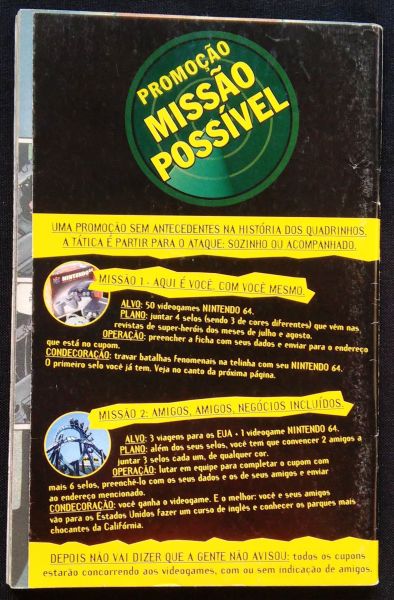 PROMOÇÃO
MISSÃO
POSSÍVEL
UMA PROMOÇÃO SEM ANTECEDENTES NA HISTÓRIA DOS QUADRINHOS.
A TÁTICA É PARTIR PARA O ATAQUE: SOZINHO OU ACOMPANHADO.
NINTENDO
MISSÃO 1 - AQUI É VOCÊ, COM VOCÊ MESMO.
ALVO: 50 videogames NINTENDO 64.
PLANO: juntar 4 selos (sendo 3 de cores diferentes) que vêm nas
revistas de super-heróis dos meses de julho e agosto.
OPERAÇÃO: preencher a ficha com seus dados e enviar para o endereço
que está no cupom.
CONDECORAÇÃO: travar batalhas fenomenais na telinha com seu NINTENDO 64.
O primeiro selo você já tem. Veja no canto da próxima página.
MISSÃO 2: AMIGOS, AMIGOS, NEGÓCIOS INCLUÍDOS.
ALVO: 3 viagens para os EUA + 1 videogame NINTENDO 64.
PLANO: além dos seus selos, você tem que convencer 2 amigos a
juntar 3 selos cada um, de qualquer cor.
OPERAÇÃO: lutar em equipe para completar o cupom com
mais 6 selos, preenchê-lo com os seus dados e os de seus amigos e enviar
ao endereço mencionado.
CONDECORAÇÃO: você ganha o videogame. E o melhor: você e seus amigos
vão para os Estados Unidos fazer um curso de inglês e conhecer os parques mais
chocantes da Califórnia.
DEPOIS NÃO VAI DIZER QUE A GENTE NÃO AVISOU: todos os cupons
estarão concorrendo aos videogames, com ou sem indicação de amigos.